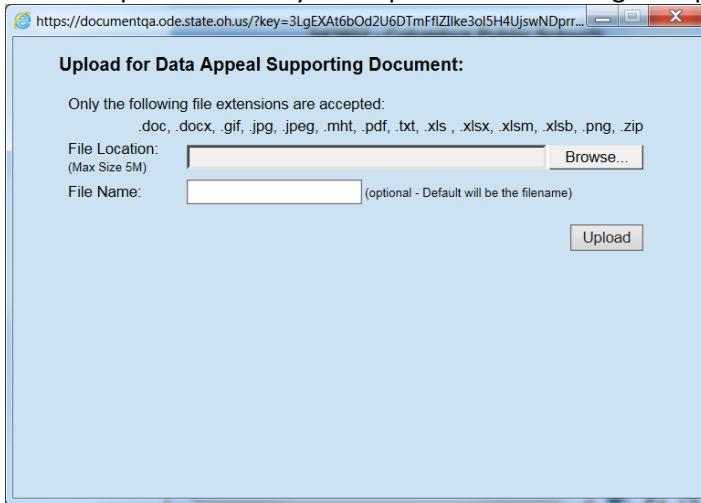 https://documentqa.ode.state.oh.us/?key=3LgEXAt6bOd2U6DTmFflZIlke3ol5H4UjswNDprr...
Upload for Data Appeal Supporting Document:
Only the following file extensions are accepted:
.doc, .docx, .gif, .jpg, .jpeg, .mht, .pdf, .txt, .xls , .xlsx, .xlsm, .xlsb, .png, .zip
File Location:
(Max Size 5M)
Browse...
File Name:
(optional - Default will be the filename)
Upload